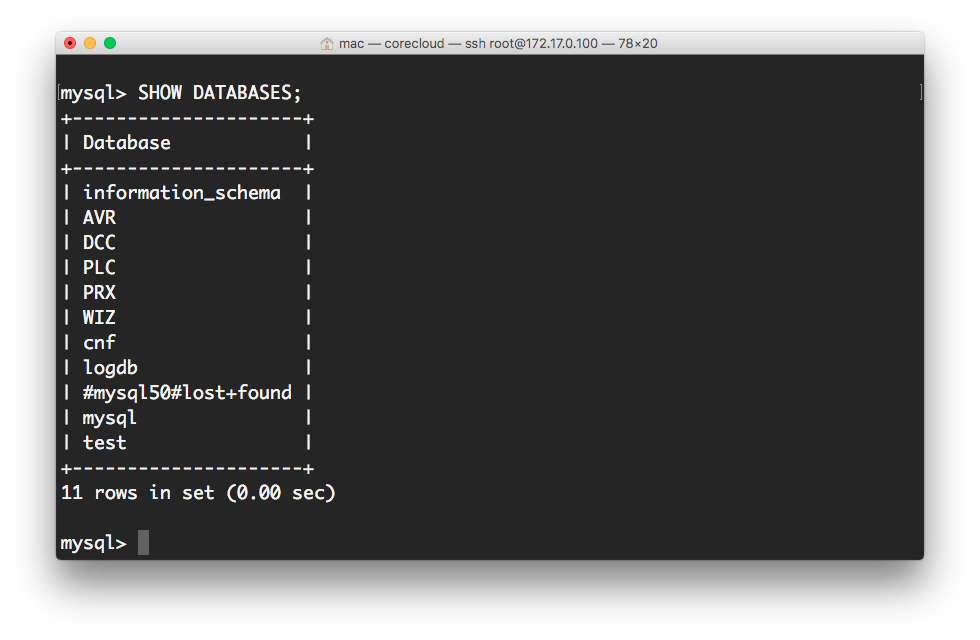 mac — corecloud — ssh root@172.17.0.100 — 78×20
mysql> SHOW DATABASES;
+---------------------+
| Database            |
+---------------------+
| information_schema  |
| AVR                 |
| DCC                 |
| PLC                 |
| PRX                 |
| WIZ                 |
| cnf                 |
| logdb               |
| #mysql50#lost+found |
| mysql               |
| test                |
+---------------------+
11 rows in set (0.00 sec)
mysql>